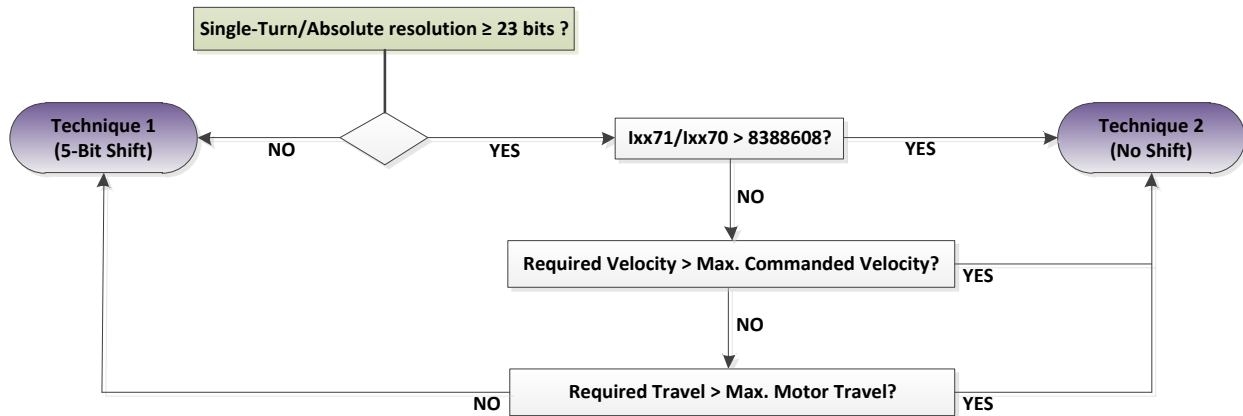 Single-Turn/Absolute resolution ≥ 23 bits ?
Technique 1
(5-Bit Shift)
NO
YES
Ixx71/Ixx70 > 8388608?
YES
Technique 2
(No Shift)
NO
Required Velocity > Max. Commanded Velocity?
YES
NO
Required Travel > Max. Motor Travel?
NO
YES